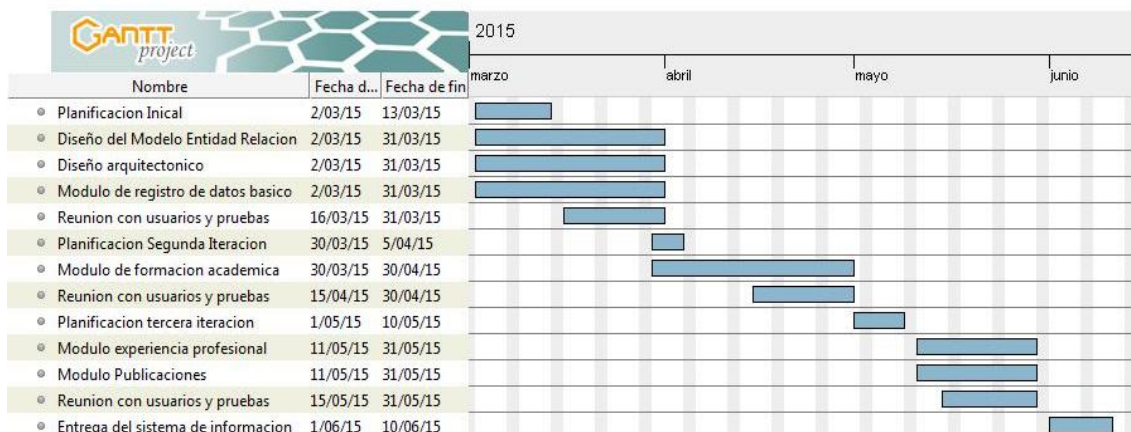 GANTT
project
2015
marzo abril mayo junio
Nombre Fecha d... Fecha de fin
Planificacion Inical 2/03/15 13/03/15
Diseño del Modelo Entidad Relacion 2/03/15 31/03/15
Diseño arquitectonico 2/03/15 31/03/15
Modulo de registro de datos basico 2/03/15 31/03/15
Reunion con usuarios y pruebas 16/03/15 31/03/15
Planificacion Segunda Iteracion 30/03/15 5/04/15
Modulo de formacion academica 30/03/15 30/04/15
Reunion con usuarios y pruebas 15/04/15 30/04/15
Planificacion tercera iteracion 1/05/15 10/05/15
Modulo experiencia profesional 11/05/15 31/05/15
Modulo Publicaciones 11/05/15 31/05/15
Reunion con usuarios y pruebas 15/05/15 31/05/15
Entrega del sistema de informacion 1/06/15 10/06/15